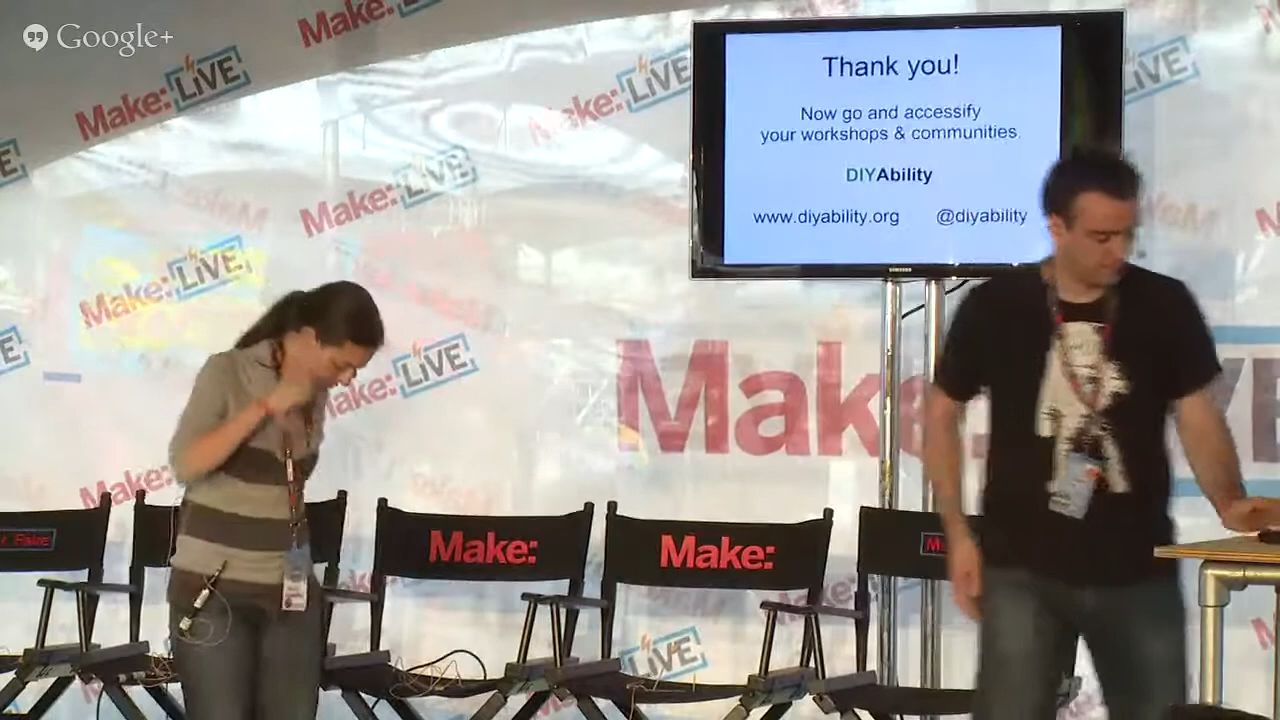 Google+
Make:
Make: LiVE
LiVE
Make: LiVE
Make: LiVE
Make: LiVE
Make:
LiVE
Thank you!
Now go and accessify
your workshops & communities
DIYAbility
www.diyability.org @diyability
SAMSUNG
Make:
Make:
Make:
LiVE